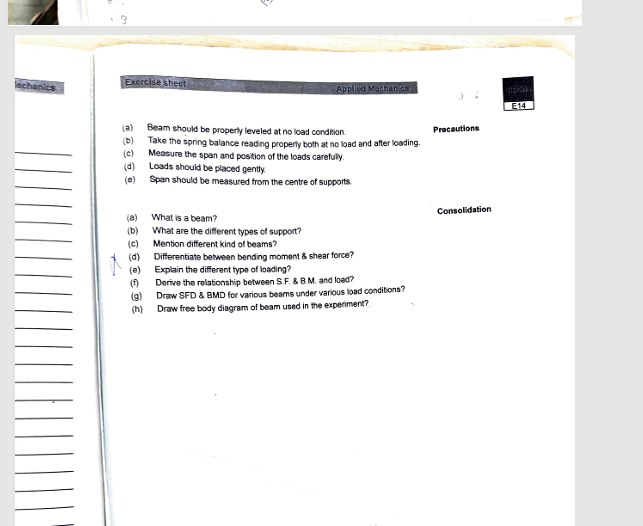 echanics
Exercise sheet
Applied Mechanics
E14
Precautions
(a) Beam should be properly leveled at no load condition.
(b) Take the spring balance reading properly both at no load and after loading.
(c) Measure the span and position of the loads carefully.
(d) Loads should be placed gently.
(e) Span should be measured from the centre of supports.
Consolidation
(a) What is a beam?
(b) What are the different types of support?
(c) Mention different kind of beams?
(d) Differentiate between bending moment & shear force?
(e) Explain the different type of loading?
(f) Derive the relationship between S.F. & B.M. and load?
(g) Draw SFD & BMD for various beams under various load conditions?
(h) Draw free body diagram of beam used in the experiment?